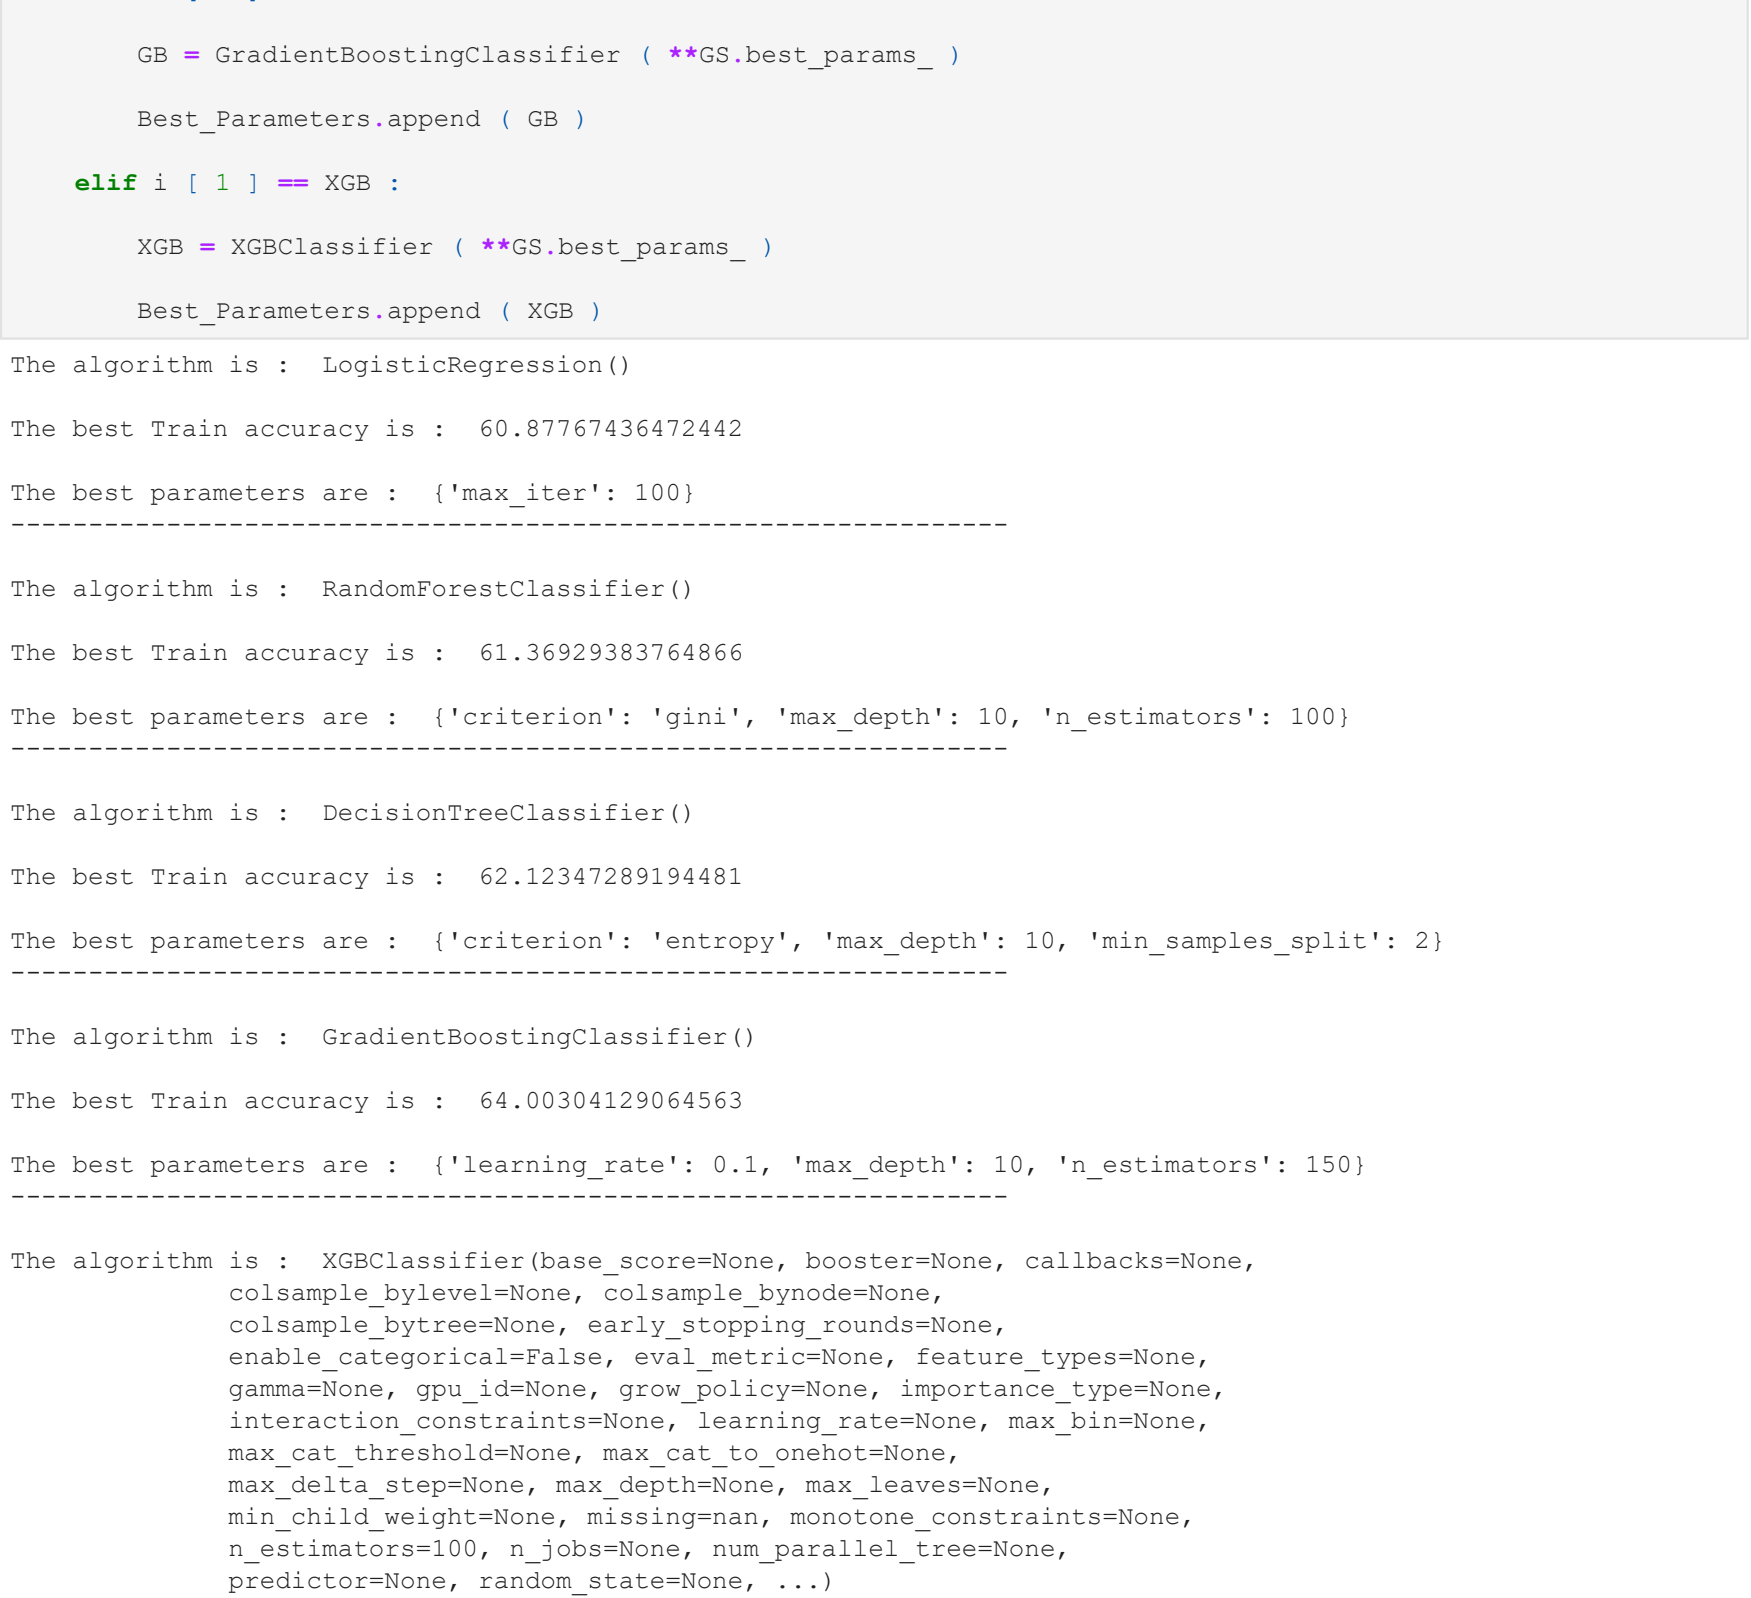 GB = GradientBoostingClassifier ( **GS.best_params_ )
Best_Parameters.append ( GB )
elif i [ 1 ] == XGB :
XGB = XGBClassifier ( **GS.best_params_ )
Best_Parameters.append ( XGB )
The algorithm is :  LogisticRegression()
The best Train accuracy is :  60.87767436472442
The best parameters are :  {'max_iter': 100}
----------------------------------------------------------------
The algorithm is :  RandomForestClassifier()
The best Train accuracy is :  61.36929383764866
The best parameters are :  {'criterion': 'gini', 'max_depth': 10, 'n_estimators': 100}
----------------------------------------------------------------
The algorithm is :  DecisionTreeClassifier()
The best Train accuracy is :  62.12347289194481
The best parameters are :  {'criterion': 'entropy', 'max_depth': 10, 'min_samples_split': 2}
----------------------------------------------------------------
The algorithm is :  GradientBoostingClassifier()
The best Train accuracy is :  64.00304129064563
The best parameters are :  {'learning_rate': 0.1, 'max_depth': 10, 'n_estimators': 150}
----------------------------------------------------------------
The algorithm is :  XGBClassifier(base_score=None, booster=None, callbacks=None,
colsample_bylevel=None, colsample_bynode=None,
colsample_bytree=None, early_stopping_rounds=None,
enable_categorical=False, eval_metric=None, feature_types=None,
gamma=None, gpu_id=None, grow_policy=None, importance_type=None,
interaction_constraints=None, learning_rate=None, max_bin=None,
max_cat_threshold=None, max_cat_to_onehot=None,
max_delta_step=None, max_depth=None, max_leaves=None,
min_child_weight=None, missing=nan, monotone_constraints=None,
n_estimators=100, n_jobs=None, num_parallel_tree=None,
predictor=None, random_state=None, ...)